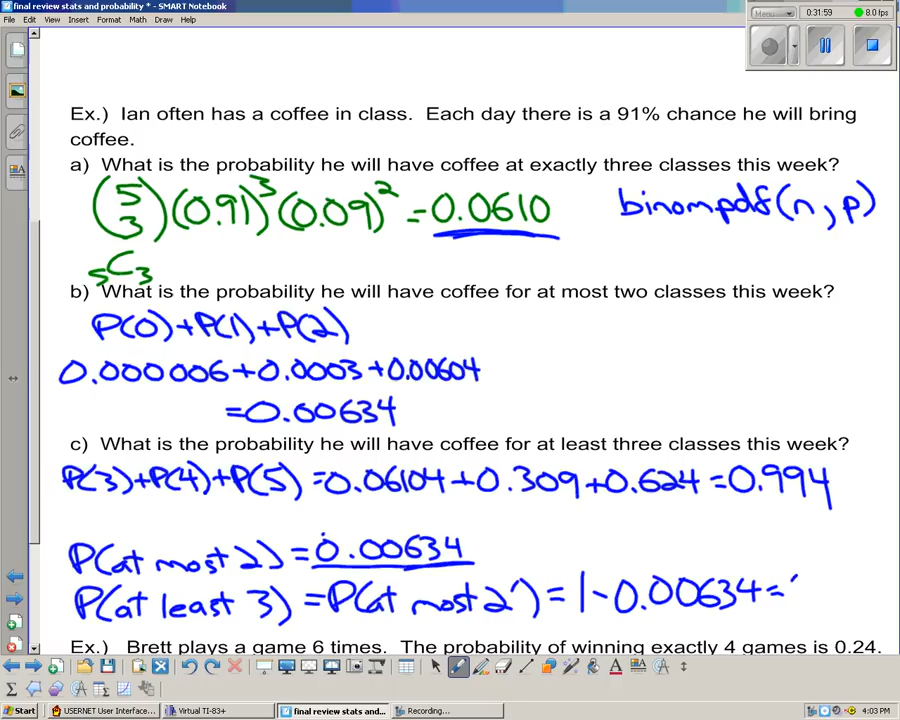 final review stats and probability * - SMART Notebook
File Edit View Insert Format Math Draw Help
Menu 0:31:59 8.0 fps
Ex.) Ian often has a coffee in class. Each day there is a 91% chance he will bring
coffee.
a) What is the probability he will have coffee at exactly three classes this week?
(5 3)(0.91)^3(0.09)^2 = 0.0610 binompdf(n, p)
5C3
b) What is the probability he will have coffee for at most two classes this week?
P(0)+P(1)+P(2)
0.000006+0.0003+0.00604
=0.00634
c) What is the probability he will have coffee for at least three classes this week?
P(3)+P(4)+P(5)=0.06104+0.309+0.624=0.994
P(at most 2)=0.00634
P(at least 3)=P(at most 2')=1-0.00634=
Ex.) Brett plays a game 6 times. The probability of winning exactly 4 games is 0.24.
Start USERNET User Interface... Virtual TI-83+ final review stats and... Recording... 4:03 PM